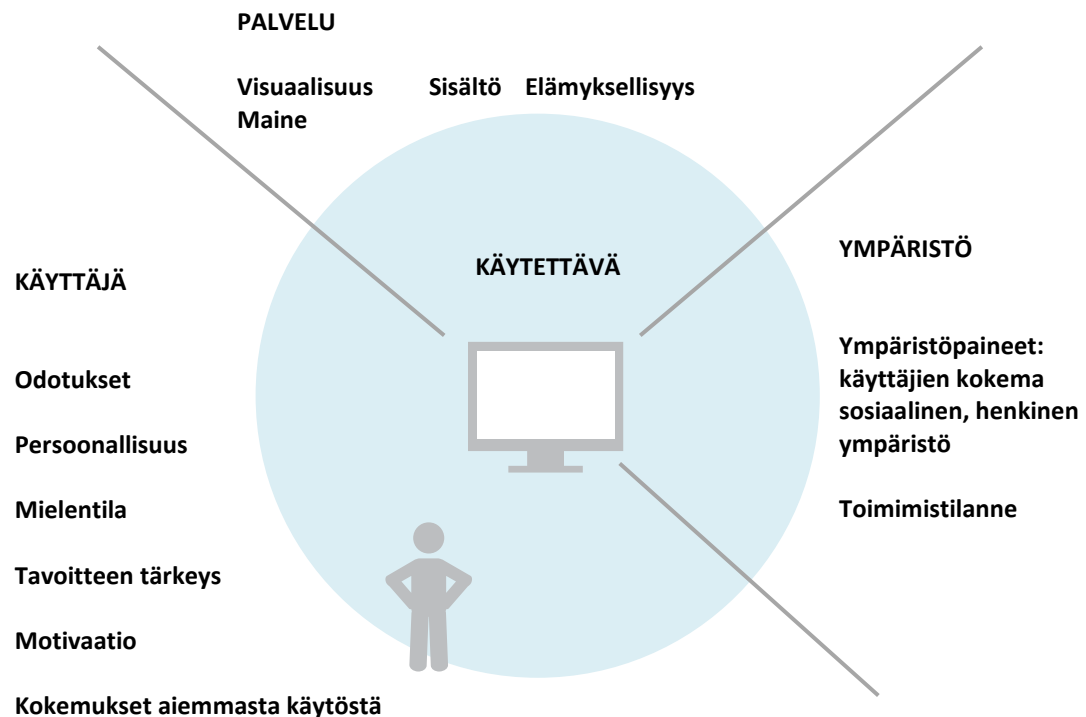 PALVELU
Visuaalisuus Sisältö Elämyksellisyys
Maine
KÄYTTÄJÄ
Odotukset
Persoonallisuus
Mielentila
Tavoitteen tärkeys
Motivaatio
Kokemukset aiemmasta käytöstä
KÄYTETTÄVÄ
YMPÄRISTÖ
Ympäristöpaineet:
käyttäjien kokema
sosiaalinen, henkinen
ympäristö
Toimimistilanne